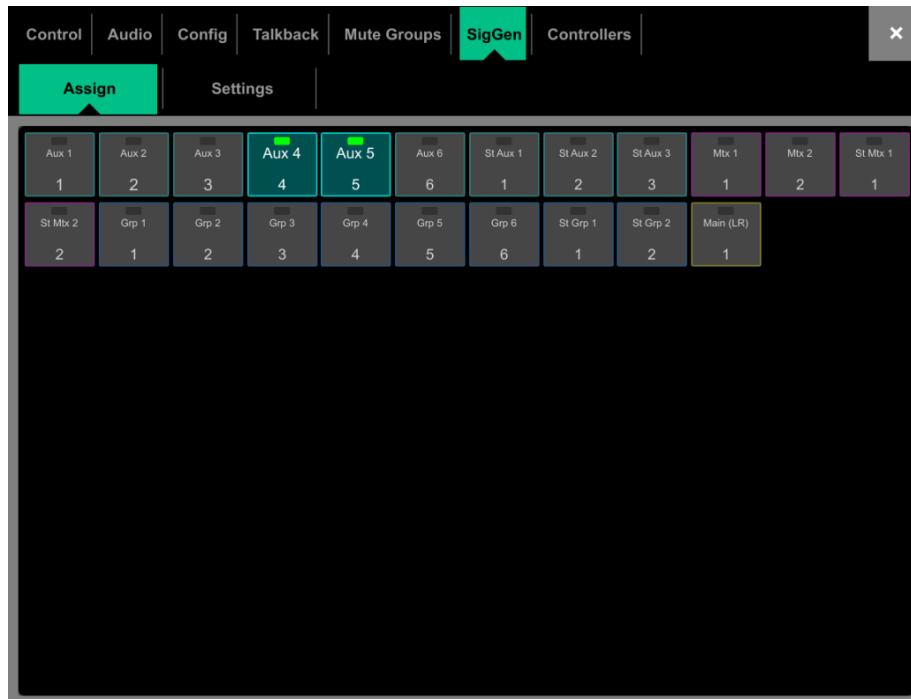 Control Audio Config Talkback Mute Groups SigGen Controllers ×
Assign Settings
Aux 1 Aux 2 Aux 3 Aux 4 Aux 5 Aux 6 St Aux 1 St Aux 2 St Aux 3 Mtx 1 Mtx 2 St Mtx 1
1 2 3 4 5 6 1 2 3 1 2 1
St Mtx 2 Grp 1 Grp 2 Grp 3 Grp 4 Grp 5 Grp 6 St Grp 1 St Grp 2 Main (LR)
2 1 2 3 4 5 6 1 2 1